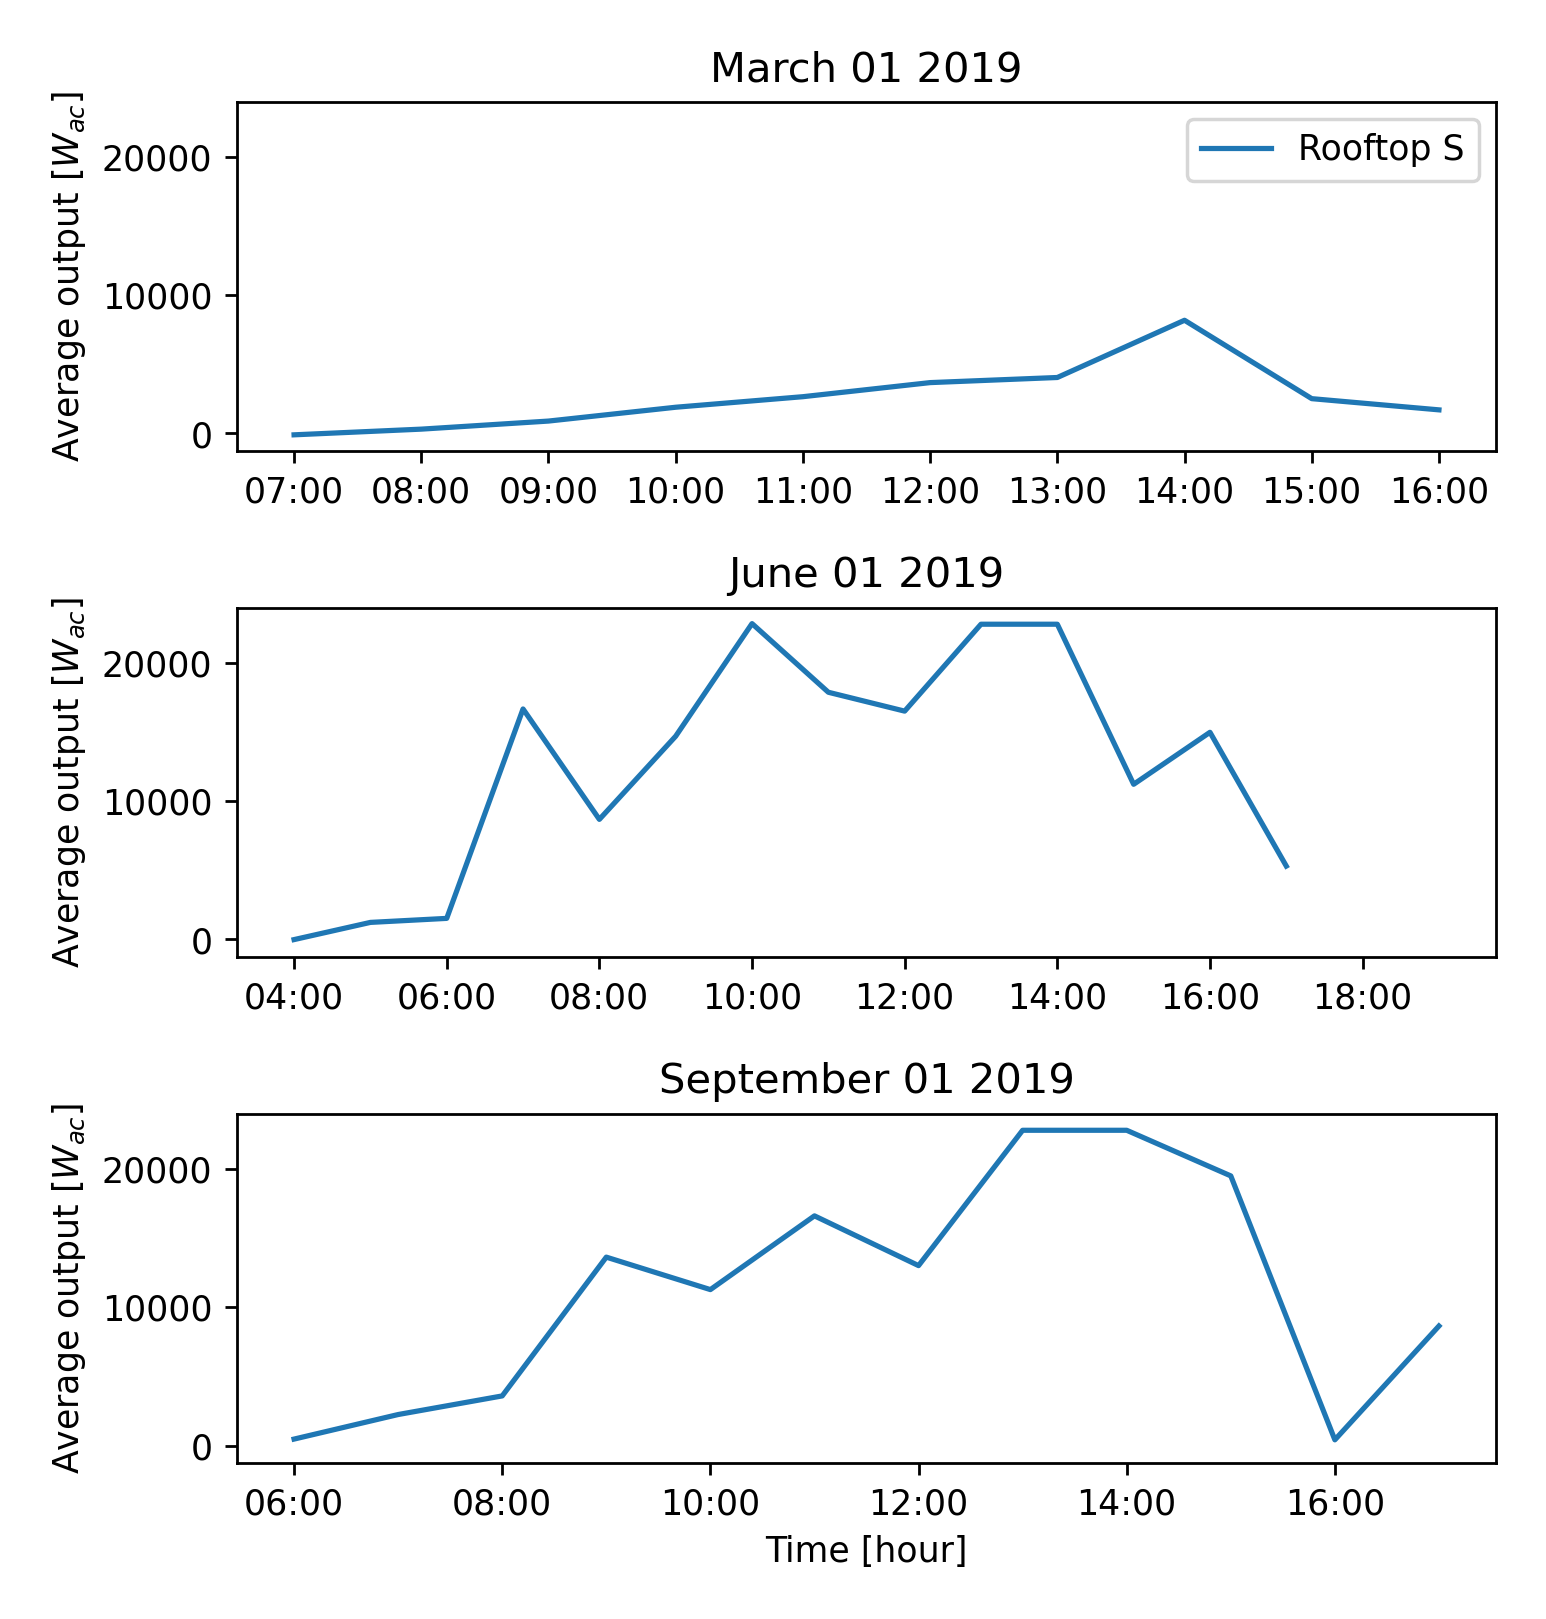 March 01 2019
Average output [W_ac]
20000
10000
0
Rooftop S
07:00 08:00 09:00 10:00 11:00 12:00 13:00 14:00 15:00 16:00
June 01 2019
Average output [W_ac]
20000
10000
0
04:00 06:00 08:00 10:00 12:00 14:00 16:00 18:00
September 01 2019
Average output [W_ac]
20000
10000
0
06:00 08:00 10:00 12:00 14:00 16:00
Time [hour]